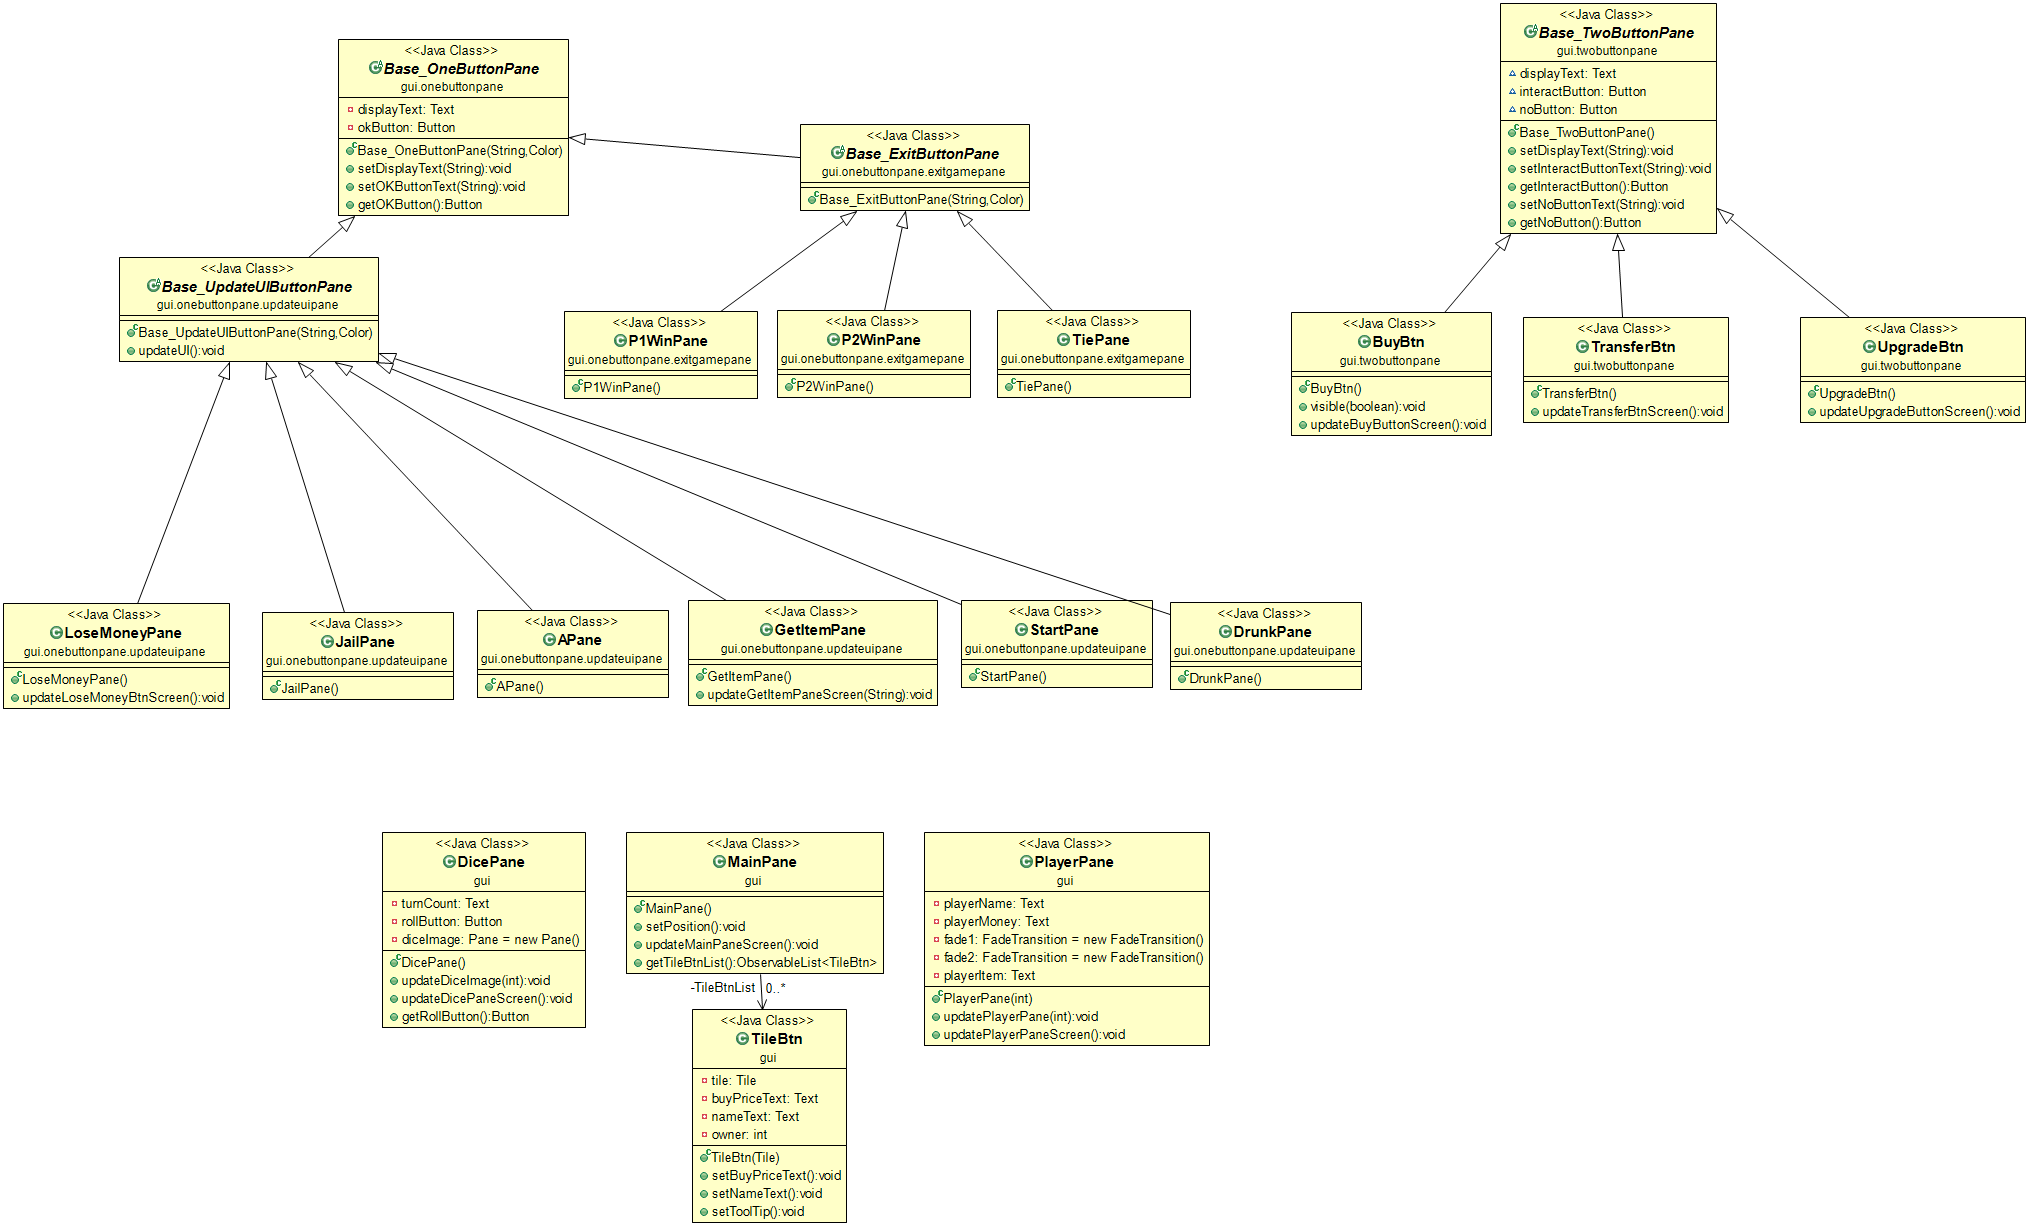 <<Java Class>>
Base_OneButtonPane
gui.onebuttonpane
displayText: Text
okButton: Button
Base_OneButtonPane(String,Color)
setDisplayText(String):void
setOKButtonText(String):void
getOKButton():Button
<<Java Class>>
Base_ExitButtonPane
gui.onebuttonpane.exitgamepane
Base_ExitButtonPane(String,Color)
<<Java Class>>
Base_TwoButtonPane
gui.twobuttonpane
displayText: Text
interactButton: Button
noButton: Button
Base_TwoButtonPane()
setDisplayText(String):void
setInteractButtonText(String):void
getInteractButton():Button
setNoButtonText(String):void
getNoButton():Button
<<Java Class>>
Base_UpdateUIButtonPane
gui.onebuttonpane.updateuipane
Base_UpdateUIButtonPane(String,Color)
updateUI():void
<<Java Class>>
P1WinPane
gui.onebuttonpane.exitgamepane
P1WinPane()
<<Java Class>>
P2WinPane
gui.onebuttonpane.exitgamepane
P2WinPane()
<<Java Class>>
TiePane
gui.onebuttonpane.exitgamepane
TiePane()
<<Java Class>>
BuyBtn
gui.twobuttonpane
BuyBtn()
visible(boolean):void
updateBuyButtonScreen():void
<<Java Class>>
TransferBtn
gui.twobuttonpane
TransferBtn()
updateTransferBtnScreen():void
<<Java Class>>
UpgradeBtn
gui.twobuttonpane
UpgradeBtn()
updateUpgradeButtonScreen():void
<<Java Class>>
LoseMoneyPane
gui.onebuttonpane.updateuipane
LoseMoneyPane()
updateLoseMoneyBtnScreen():void
<<Java Class>>
JailPane
gui.onebuttonpane.updateuipane
JailPane()
<<Java Class>>
APane
gui.onebuttonpane.updateuipane
APane()
<<Java Class>>
GetItemPane
gui.onebuttonpane.updateuipane
GetItemPane()
updateGetItemPaneScreen(String):void
<<Java Class>>
StartPane
gui.onebuttonpane.updateuipane
StartPane()
<<Java Class>>
DrunkPane
gui.onebuttonpane.updateuipane
DrunkPane()
<<Java Class>>
DicePane
gui
turnCount: Text
rollButton: Button
diceImage: Pane = new Pane()
DicePane()
updateDiceImage(int):void
updateDicePaneScreen():void
getRollButton():Button
<<Java Class>>
MainPane
gui
MainPane()
setPosition():void
updateMainPaneScreen():void
getTileBtnList():ObservableList<TileBtn>
-TileBtnList 0..*
<<Java Class>>
TileBtn
gui
tile: Tile
buyPriceText: Text
nameText: Text
owner: int
TileBtn(Tile)
setBuyPriceText():void
setNameText():void
setToolTip():void
<<Java Class>>
PlayerPane
gui
playerName: Text
playerMoney: Text
fade1: FadeTransition = new FadeTransition()
fade2: FadeTransition = new FadeTransition()
playerItem: Text
PlayerPane(int)
updatePlayerPane(int):void
updatePlayerPaneScreen():void